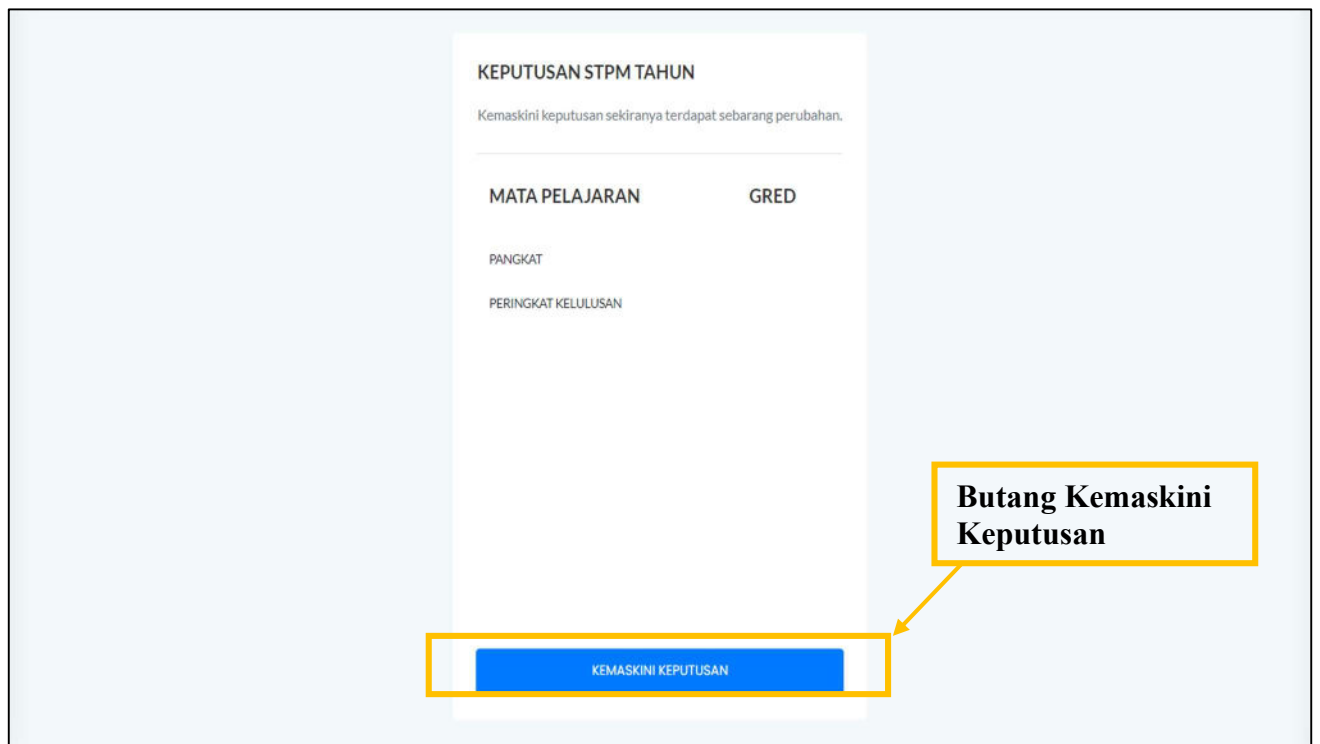 KEPUTUSAN STPM TAHUN
Kemaskini keputusan sekiranya terdapat sebarang perubahan.
MATA PELAJARAN GRED
PANGKAT
PERINGKAT KELULUSAN
Butang Kemaskini
Keputusan
KEMASKINI KEPUTUSAN